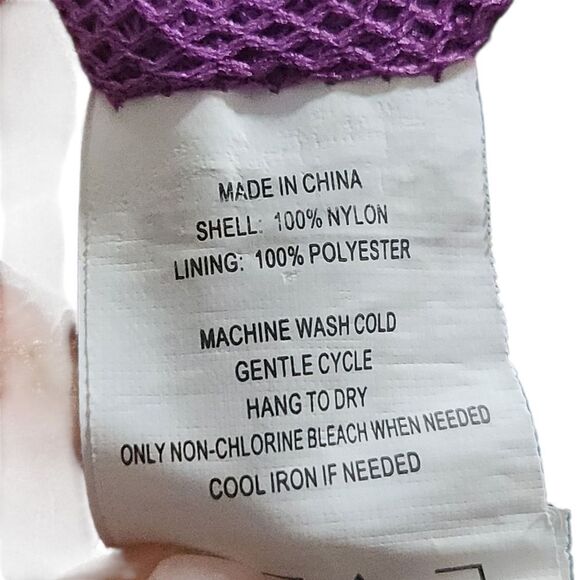 MADE IN CHINA
SHELL: 100% NYLON
LINING: 100% POLYESTER
MACHINE WASH COLD
GENTLE CYCLE
HANG TO DRY
ONLY NON-CHLORINE BLEACH WHEN NEEDED
COOL IRON IF NEEDED